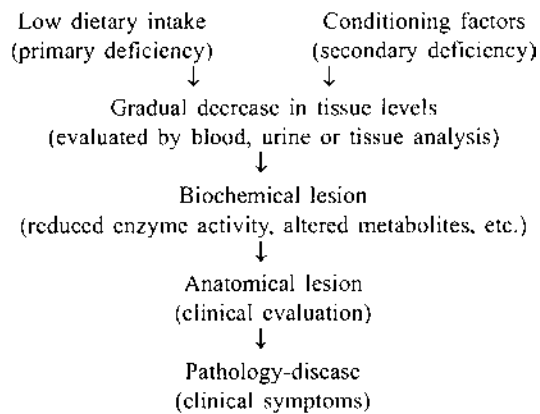 Low dietary intake Conditioning factors
(primary deficiency) (secondary deficiency)
↓ ↓
Gradual decrease in tissue levels
(evaluated by blood, urine or tissue analysis)
↓
Biochemical lesion
(reduced enzyme activity, altered metabolites, etc.)
↓
Anatomical lesion
(clinical evaluation)
↓
Pathology-disease
(clinical symptoms)